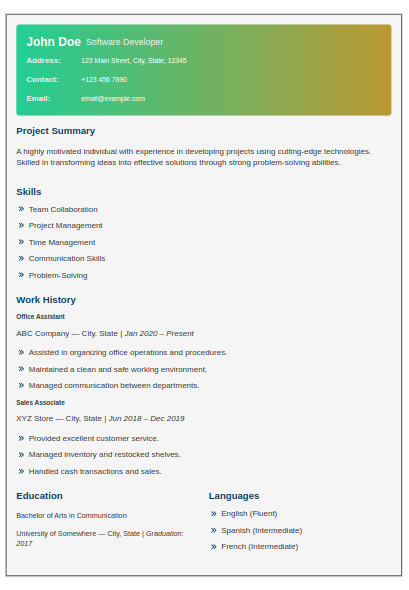 John Doe Software Developer
Address: 123 Main Street, City, State, 12345
Contact: +123 456 7890
Email: email@example.com
Project Summary
A highly motivated individual with experience in developing projects using cutting-edge technologies.
Skilled in transforming ideas into effective solutions through strong problem-solving abilities.
Skills
» Team Collaboration
» Project Management
» Time Management
» Communication Skills
» Problem-Solving
Work History
Office Assistant
ABC Company — City, State | Jan 2020 – Present
» Assisted in organizing office operations and procedures.
» Maintained a clean and safe working environment.
» Managed communication between departments.
Sales Associate
XYZ Store — City, State | Jun 2018 – Dec 2019
» Provided excellent customer service.
» Managed inventory and restocked shelves.
» Handled cash transactions and sales.
Education
Bachelor of Arts in Communication
University of Somewhere — City, State | Graduation:
2017
Languages
» English (Fluent)
» Spanish (Intermediate)
» French (Intermediate)